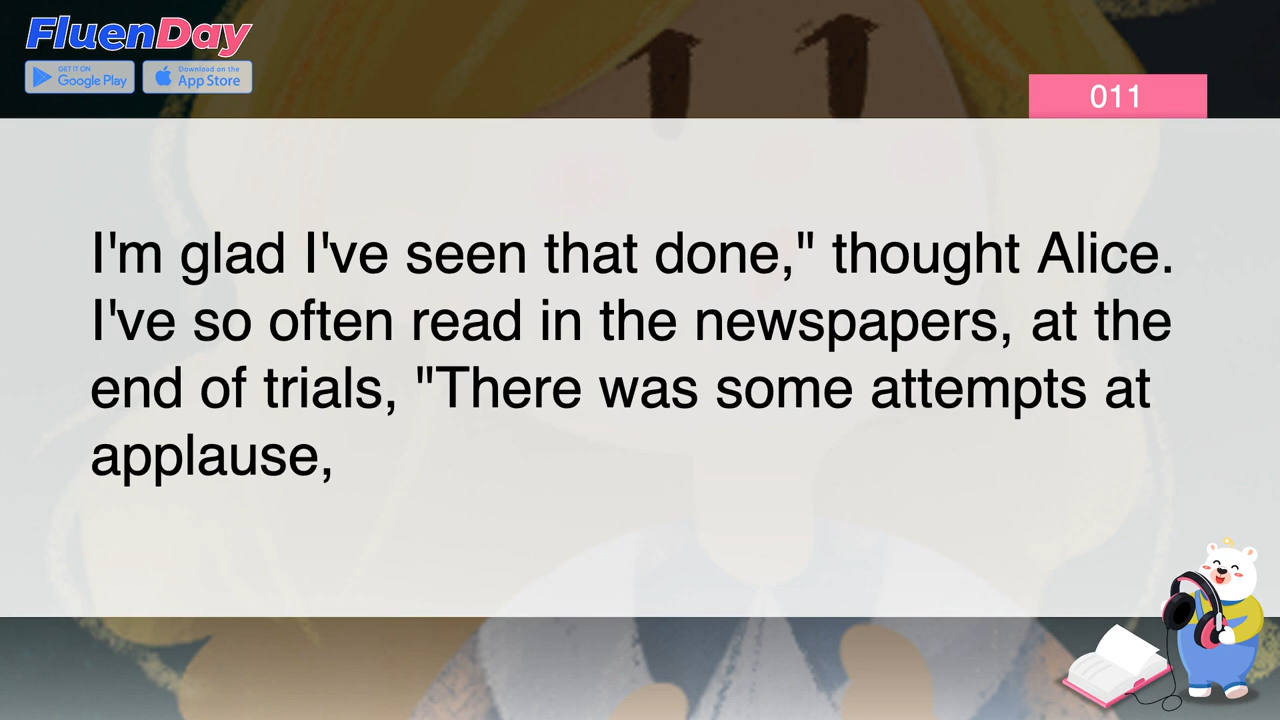 FluenDay
GET IT ON
Google Play
Download on the
App Store
011
I'm glad I've seen that done," thought Alice.
I've so often read in the newspapers, at the
end of trials, "There was some attempts at
applause,